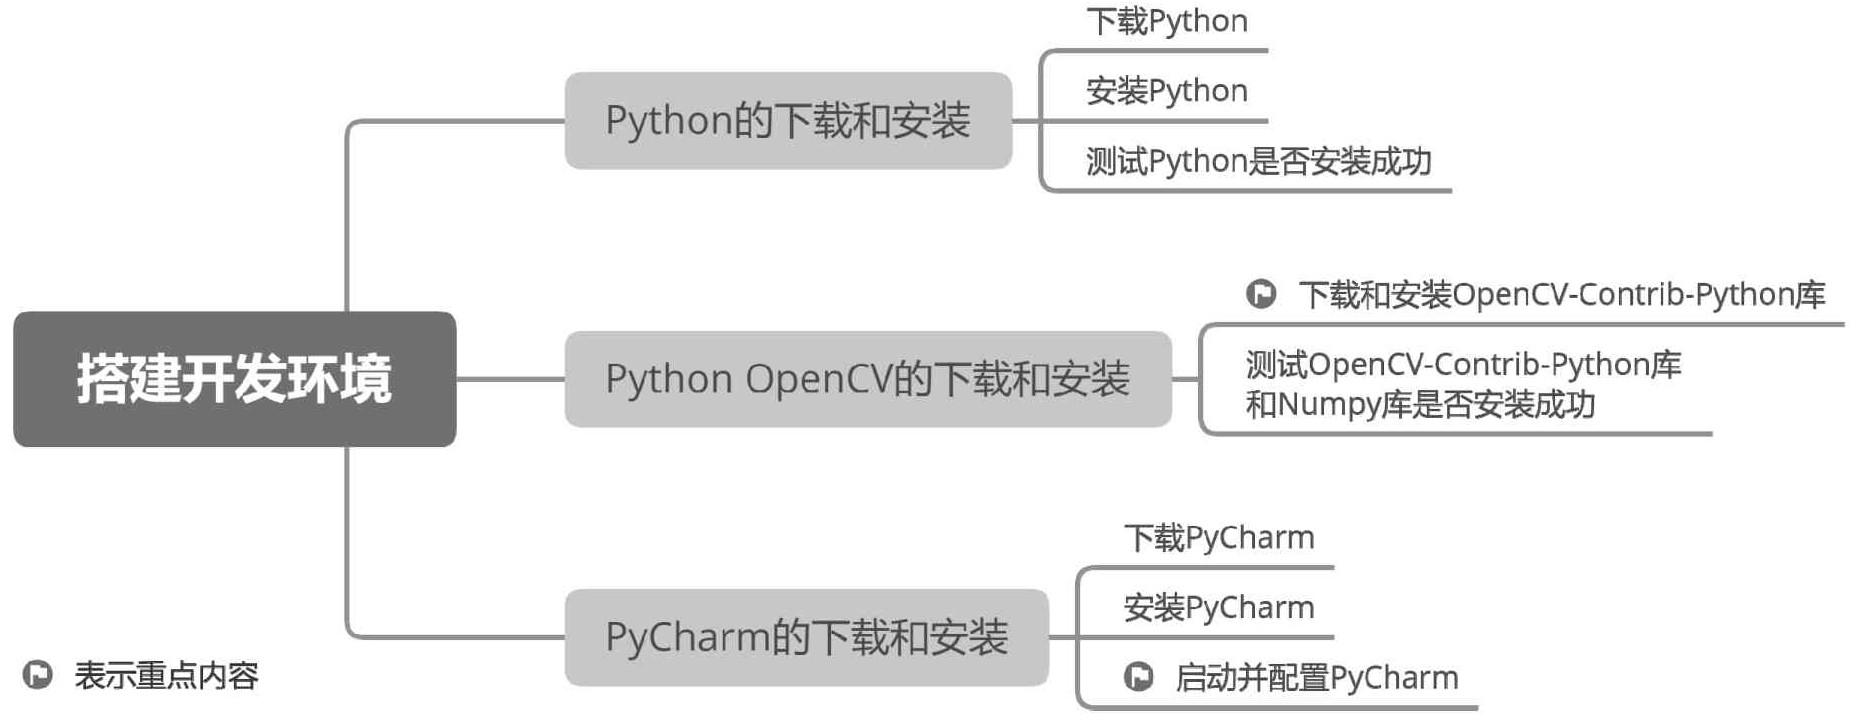 下载Python
安装Python
测试Python是否安装成功
Python的下载和安装
下载和安装OpenCV-Contrib-Python库
测试OpenCV-Contrib-Python库
和Numpy库是否安装成功
Python OpenCV的下载和安装
搭建开发环境
下载PyCharm
安装PyCharm
启动并配置PyCharm
PyCharm的下载和安装
表示重点内容